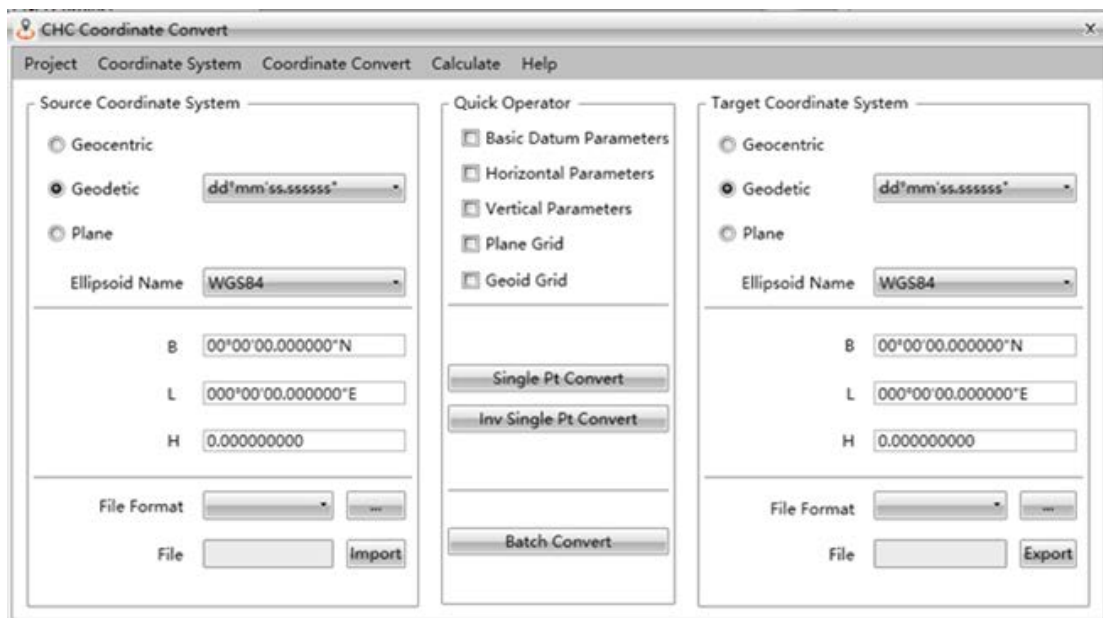 CHC Coordinate Convert
x
Project Coordinate System Coordinate Convert Calculate Help
Source Coordinate System
Geocentric
Geodetic dd°mm'ss.ssssss"
Plane
Ellipsoid Name WGS84
B 00°00'00.000000"N
L 000°00'00.000000"E
H 0.000000000
File Format ...
File Import
Quick Operator
Basic Datum Parameters
Horizontal Parameters
Vertical Parameters
Plane Grid
Geoid Grid
Single Pt Convert
Inv Single Pt Convert
Batch Convert
Target Coordinate System
Geocentric
Geodetic dd°mm'ss.ssssss"
Plane
Ellipsoid Name WGS84
B 00°00'00.000000"N
L 000°00'00.000000"E
H 0.000000000
File Format ...
File Export